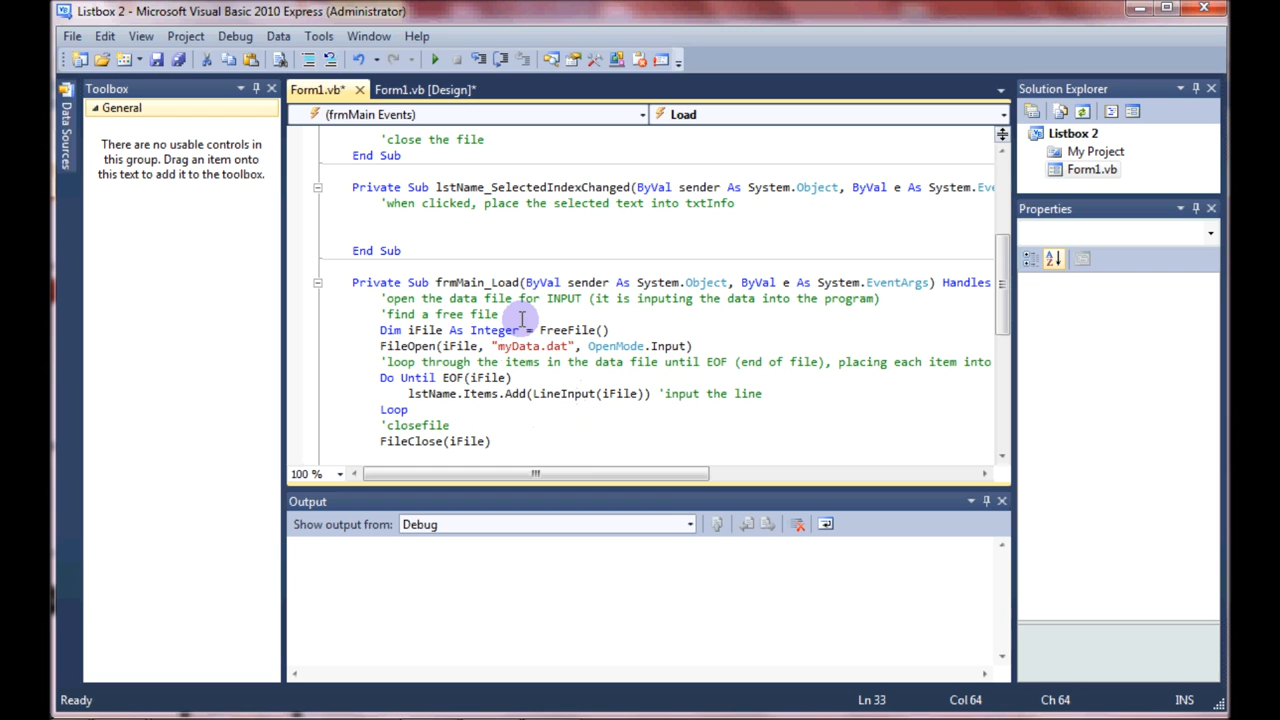 Listbox 2 - Microsoft Visual Basic 2010 Express (Administrator)
File Edit View Project Debug Data Tools Window Help
Data Sources
Toolbox
General
There are no usable controls in
this group. Drag an item onto
this text to add it to the toolbox.
Form1.vb*
Form1.vb [Design]*
(frmMain Events)
Load
'close the file
End Sub
Private Sub lstName_SelectedIndexChanged(ByVal sender As System.Object, ByVal e As System.Eve
'when clicked, place the selected text into txtInfo
End Sub
Private Sub frmMain_Load(ByVal sender As System.Object, ByVal e As System.EventArgs) Handles
'open the data file for INPUT (it is inputing the data into the program)
'find a free file
Dim iFile As Integer = FreeFile()
FileOpen(iFile, "myData.dat", OpenMode.Input)
'loop through the items in the data file until EOF (end of file), placing each item into
Do Until EOF(iFile)
lstName.Items.Add(LineInput(iFile)) 'input the line
Loop
'closefile
FileClose(iFile)
100 %
Output
Show output from: Debug
Solution Explorer
Listbox 2
My Project
Form1.vb
Properties
Ready
Ln 33
Col 64
Ch 64
INS